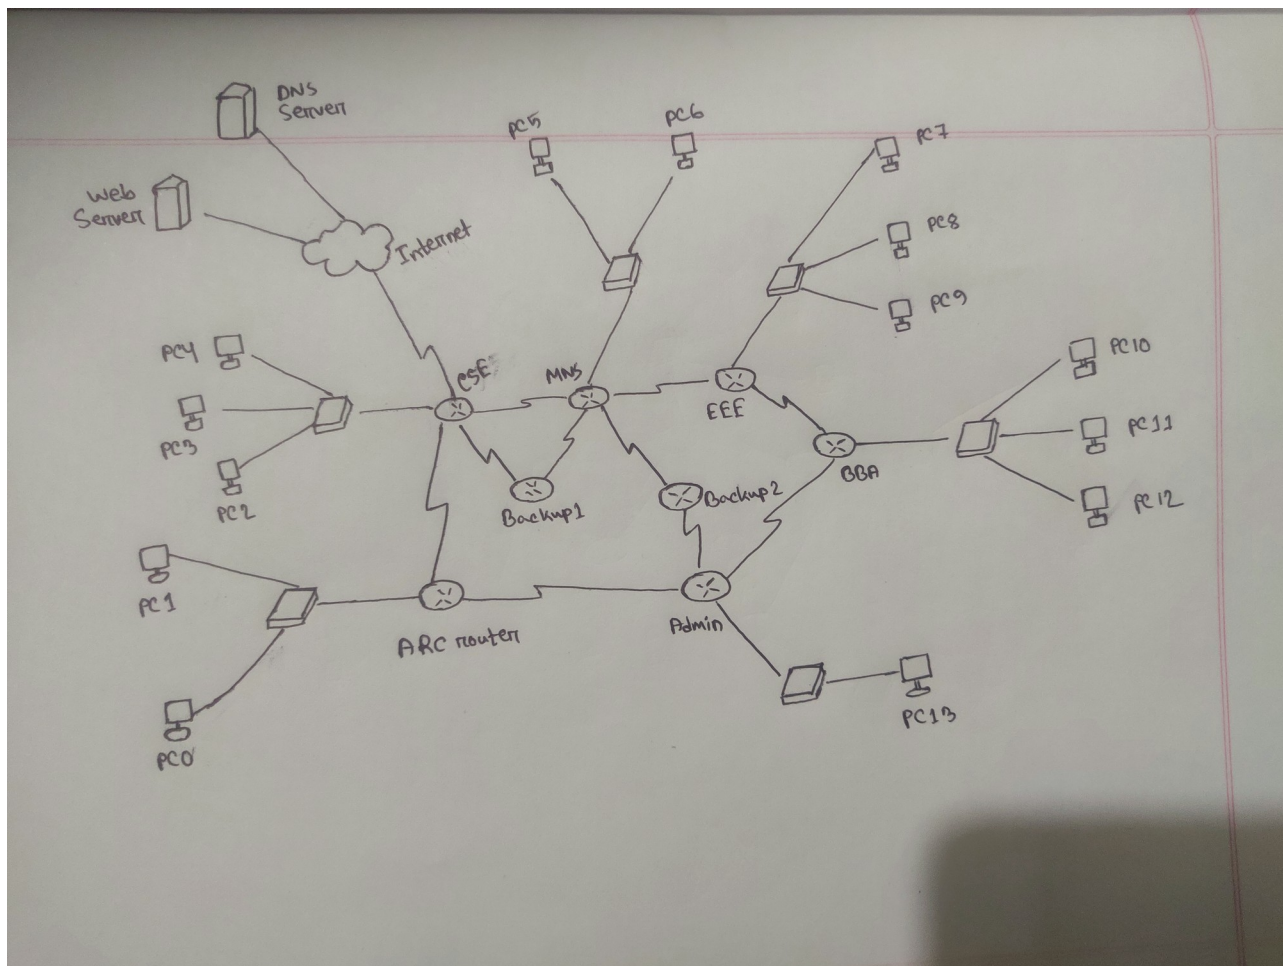 DNS
Server
Web
Server
Internet
PC5
PC6
PC7
PC8
PC9
PC4
PC3
PC2
CSE
MNS
EEE
PC10
PC11
PC12
BBA
Backup1
Backup2
PC1
PC0
ARC router
Admin
PC13